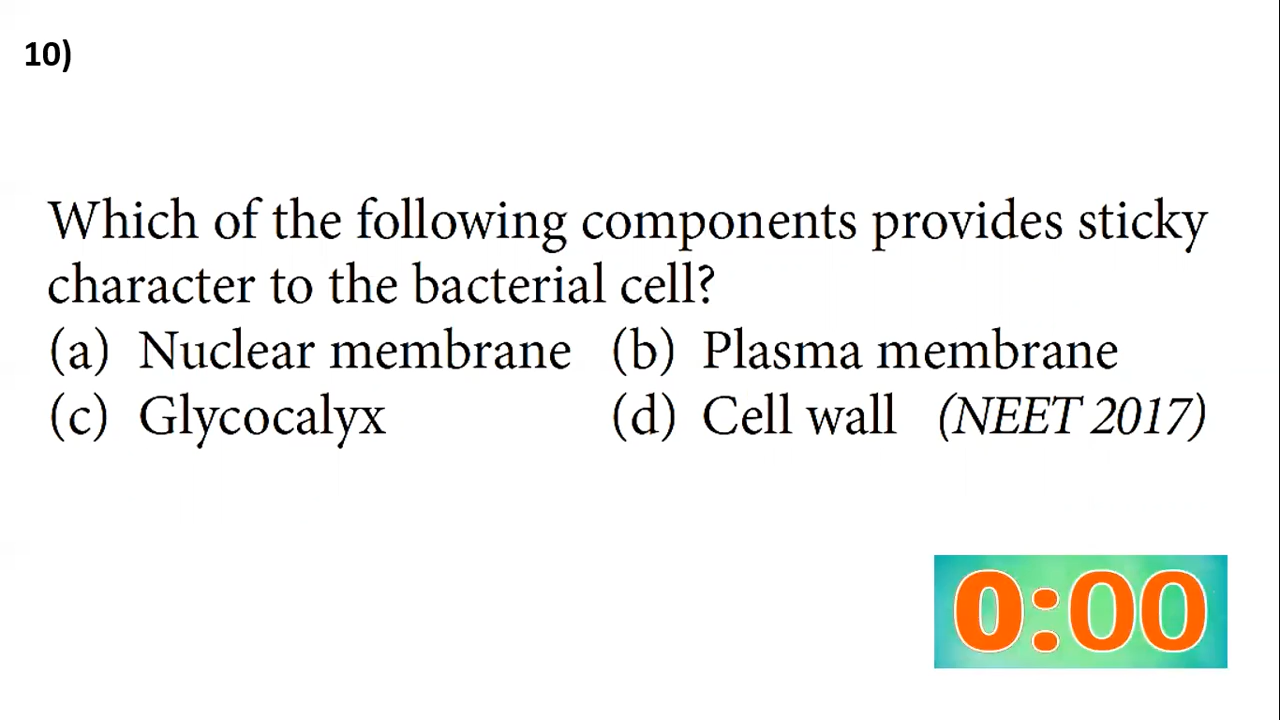 10)
Which of the following components provides sticky
character to the bacterial cell?
(a) Nuclear membrane (b) Plasma membrane
(c) Glycocalyx (d) Cell wall (NEET 2017)
0:00